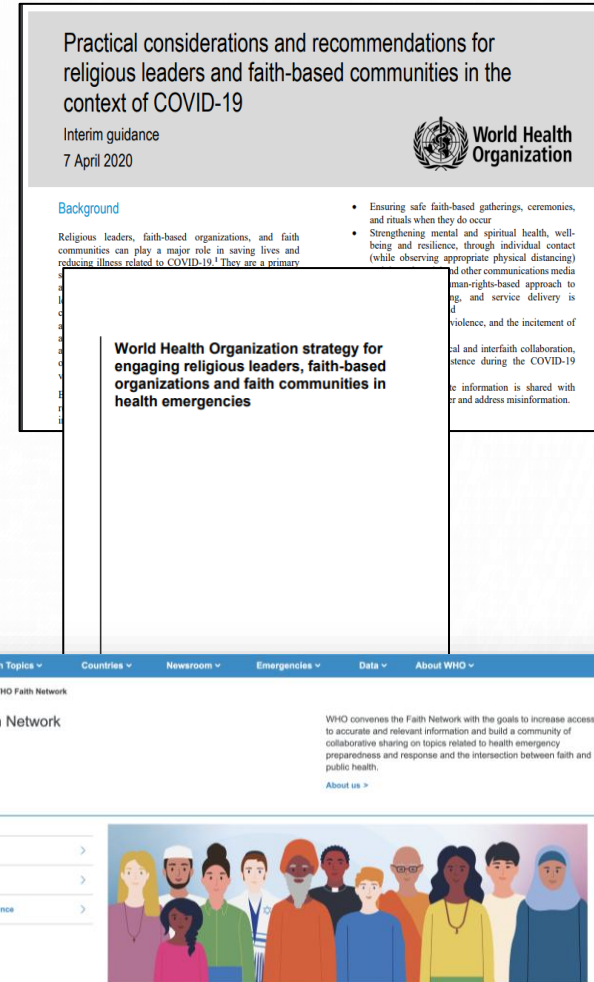 Practical considerations and recommendations for
religious leaders and faith-based communities in the
context of COVID-19
Interim guidance
7 April 2020
World Health
Organization
Background
Religious leaders, faith-based organizations, and faith
communities can play a major role in saving lives and
reducing illness related to COVID-19.1 They are a primary
• Ensuring safe faith-based gatherings, ceremonies,
and rituals when they do occur
• Strengthening mental and spiritual health, well-
being and resilience, through individual contact
(while observing appropriate physical distancing)
and other communications media
human-rights-based approach to
and service delivery is
violence, and the incitement of
and interfaith collaboration,
during the COVID-19
information is shared with
and address misinformation.
World Health Organization strategy for
engaging religious leaders, faith-based
organizations and faith communities in
health emergencies
Topics
Countries
Newsroom
Emergencies
Data
About WHO
WHO Faith Network
Network
WHO convenes the Faith Network with the goals to increase access
to accurate and relevant information and build a community of
collaborative sharing on topics related to health emergency
preparedness and response and the intersection between faith and
public health.
About us >